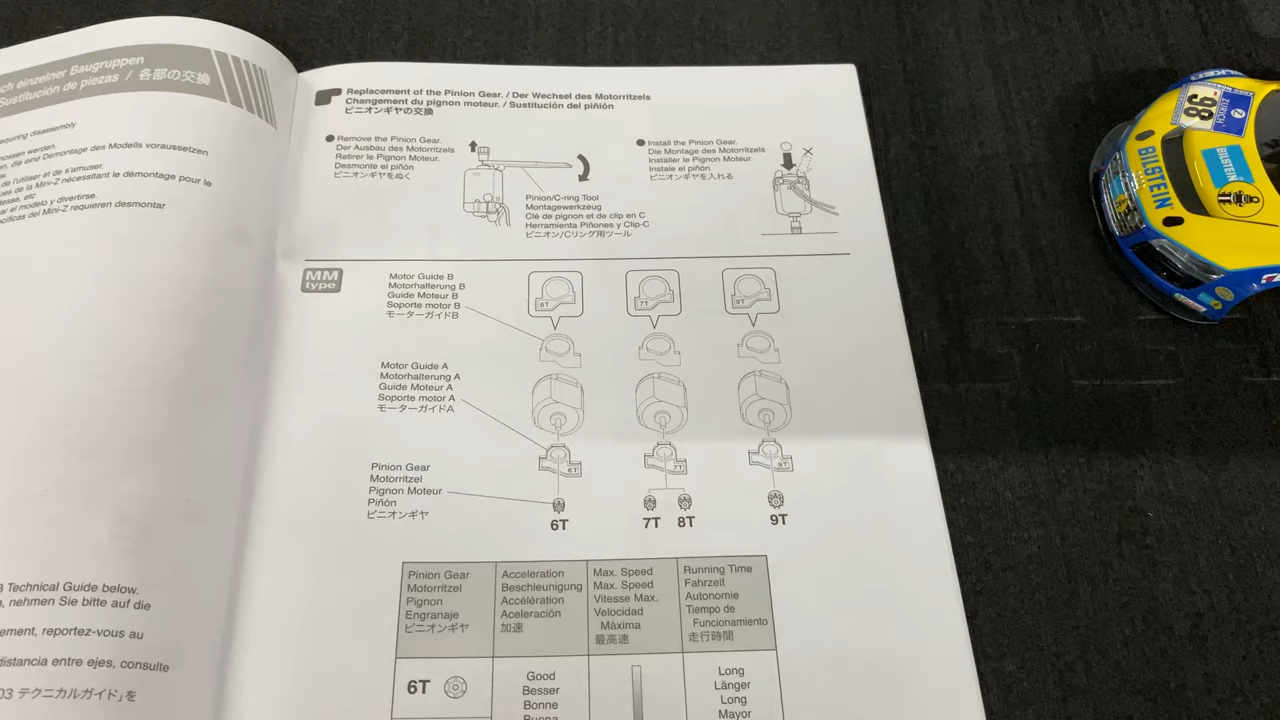 ch einzelner Baugruppen
Sustitución de piezas / 各部の交換
equiring disassembly
nossen werden.
en, die eine Demontage des Modells voraussetzen
de l'utiliser et de s'amuser.
ues de la Mini-Z nécessitant le démontage pour le
tesse, etc
ar el modelo y divertirse.
cíficas del Mini-Z requieren desmontar
3 Technical Guide below.
n, nehmen Sie bitte auf die
ement, reportez-vous au
distancia entre ejes, consulte
03 テクニカルガイド」を
Replacement of the Pinion Gear. / Der Wechsel des Motorritzels
Changement du pignon moteur. / Sustitución del piñión
ピニオンギヤの交換
Remove the Pinion Gear.
Der Ausbau des Motorritzels
Retirer le Pignon Moteur.
Desmonte el piñón
ピニオンギヤをぬく
Pinion/C-ring Tool
Montagewerkzeug
Clé de pignon et de clip en C
Herramienta Piñones y Clip-C
ピニオン/Cリング用ツール
Install the Pinion Gear.
Die Montage des Motorritzels
Installer le Pignon Moteur.
Instale el piñón
ピニオンギヤを入れる
MM
type
Motor Guide B
Motorhalterung B
Guide Moteur B
Soporte motor B
モーターガイドB
6T
7T
9T
Motor Guide A
Motorhalterung A
Guide Moteur A
Soporte motor A
モーターガイドA
6T
7T
9T
Pinion Gear
Motorritzel
Pignon Moteur
Piñón
ピニオンギヤ
6T
7T 8T
9T
Pinion Gear
Motorritzel
Pignon
Engranaje
ピニオンギヤ
Acceleration
Beschleunigung
Accélération
Aceleración
加速
Max. Speed
Max. Speed
Vitesse Max.
Velocidad
Máxima
最高速
Running Time
Fahrzeit
Autonomie
Tiempo de
Funcionamiento
走行時間
6T
Good
Besser
Bonne
Buena
Long
Länger
Long
Mayor
98
ZURICH
BILSTEIN
BILSTEIN